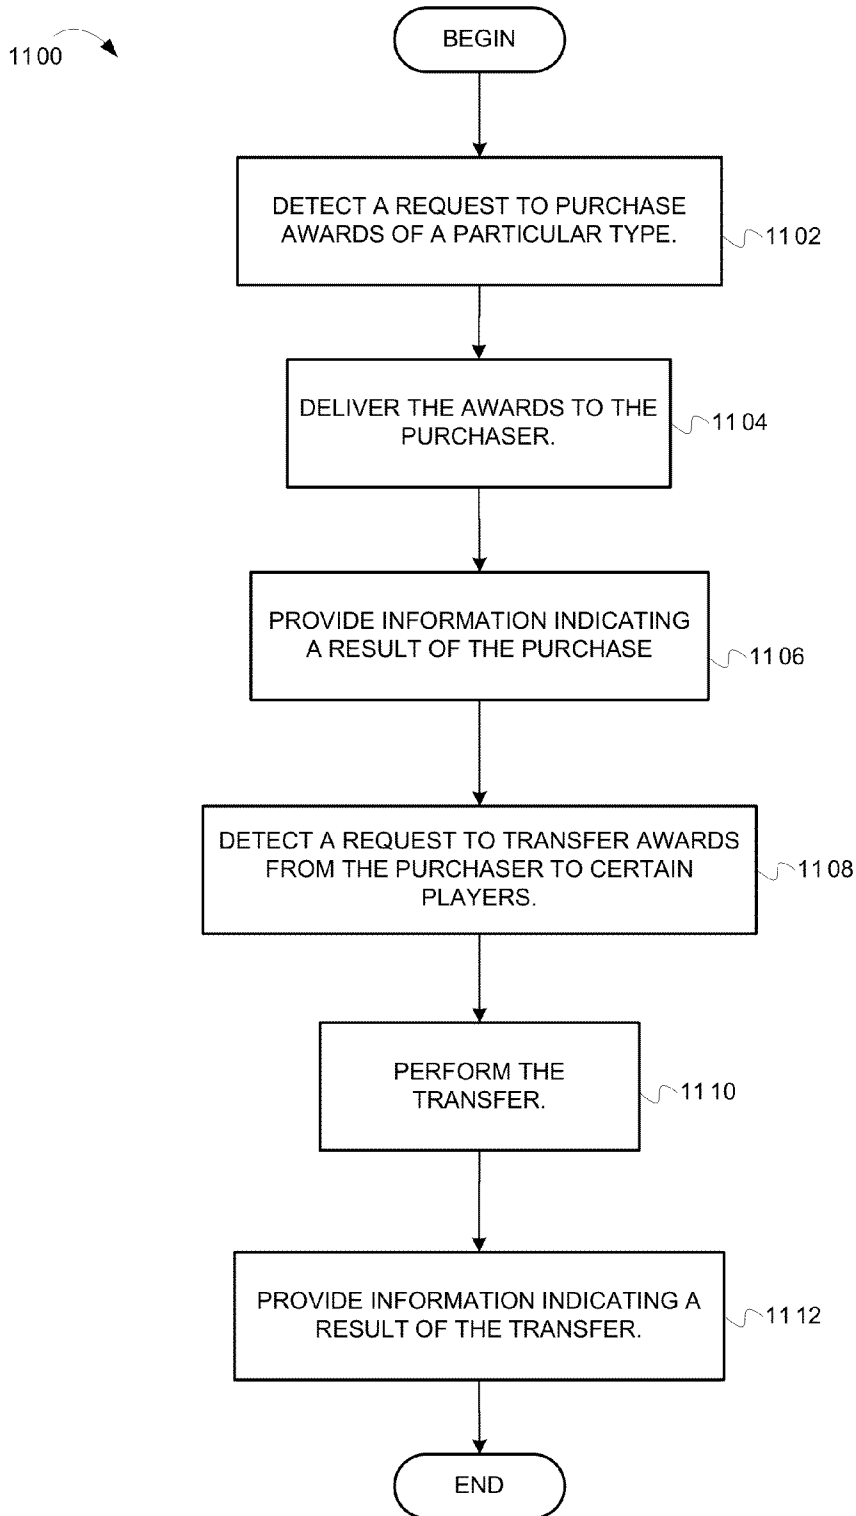 1100
BEGIN
DETECT A REQUEST TO PURCHASE
AWARDS OF A PARTICULAR TYPE.
1102
DELIVER THE AWARDS TO THE
PURCHASER.
1104
PROVIDE INFORMATION INDICATING
A RESULT OF THE PURCHASE
1106
DETECT A REQUEST TO TRANSFER AWARDS
FROM THE PURCHASER TO CERTAIN
PLAYERS.
1108
PERFORM THE
TRANSFER.
1110
PROVIDE INFORMATION INDICATING A
RESULT OF THE TRANSFER.
1112
END